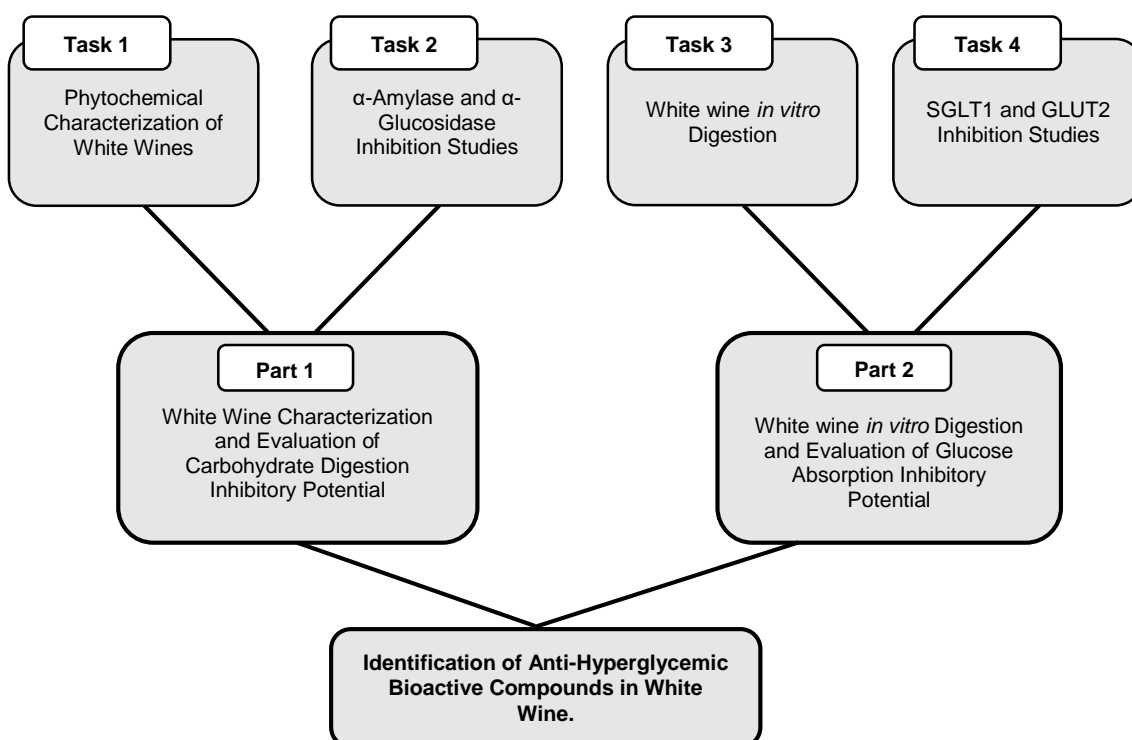 Task 1
Phytochemical
Characterization of
White Wines
Task 2
α-Amylase and α-
Glucosidase
Inhibition Studies
Task 3
White wine in vitro
Digestion
Task 4
SGLT1 and GLUT2
Inhibition Studies
Part 1
White Wine Characterization
and Evaluation of
Carbohydrate Digestion
Inhibitory Potential
Part 2
White wine in vitro Digestion
and Evaluation of Glucose
Absorption Inhibitory
Potential
Identification of Anti-Hyperglycemic
Bioactive Compounds in White
Wine.